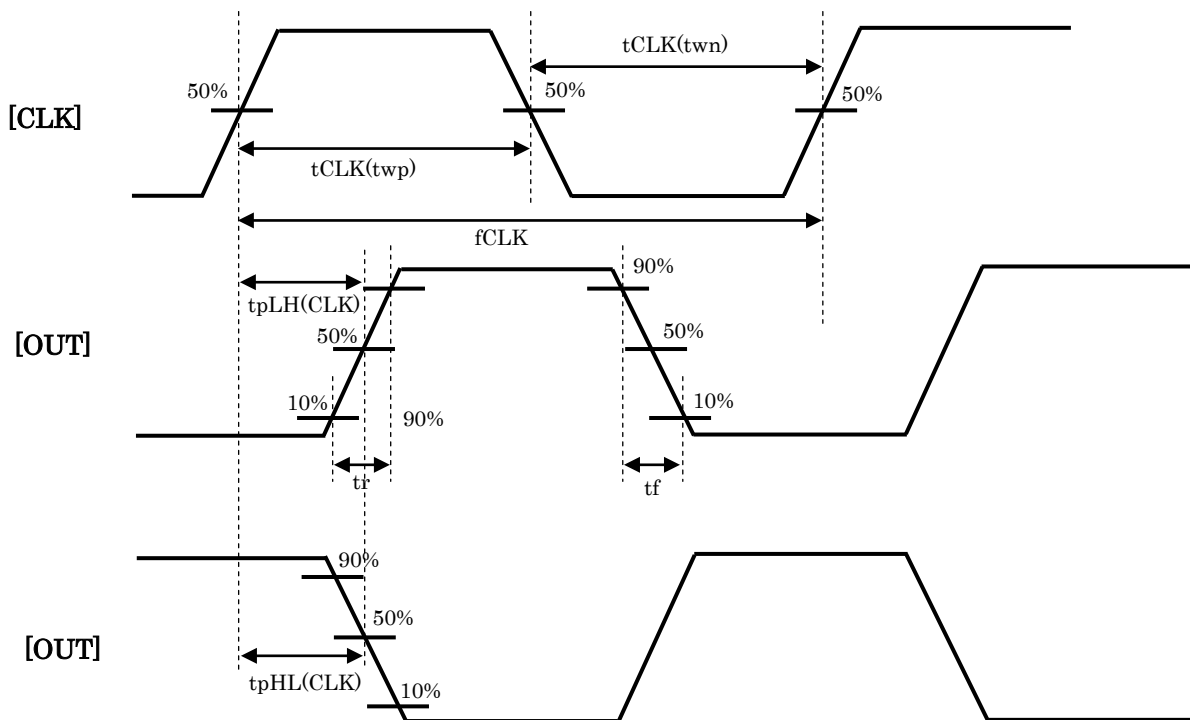 tCLK(twn)
50%
50%
50%
[CLK]
tCLK(twp)
fCLK
90%
tpLH(CLK)
50%
50%
[OUT]
10%
10%
90%
tr
tf
90%
50%
[OUT]
tpHL(CLK)
10%